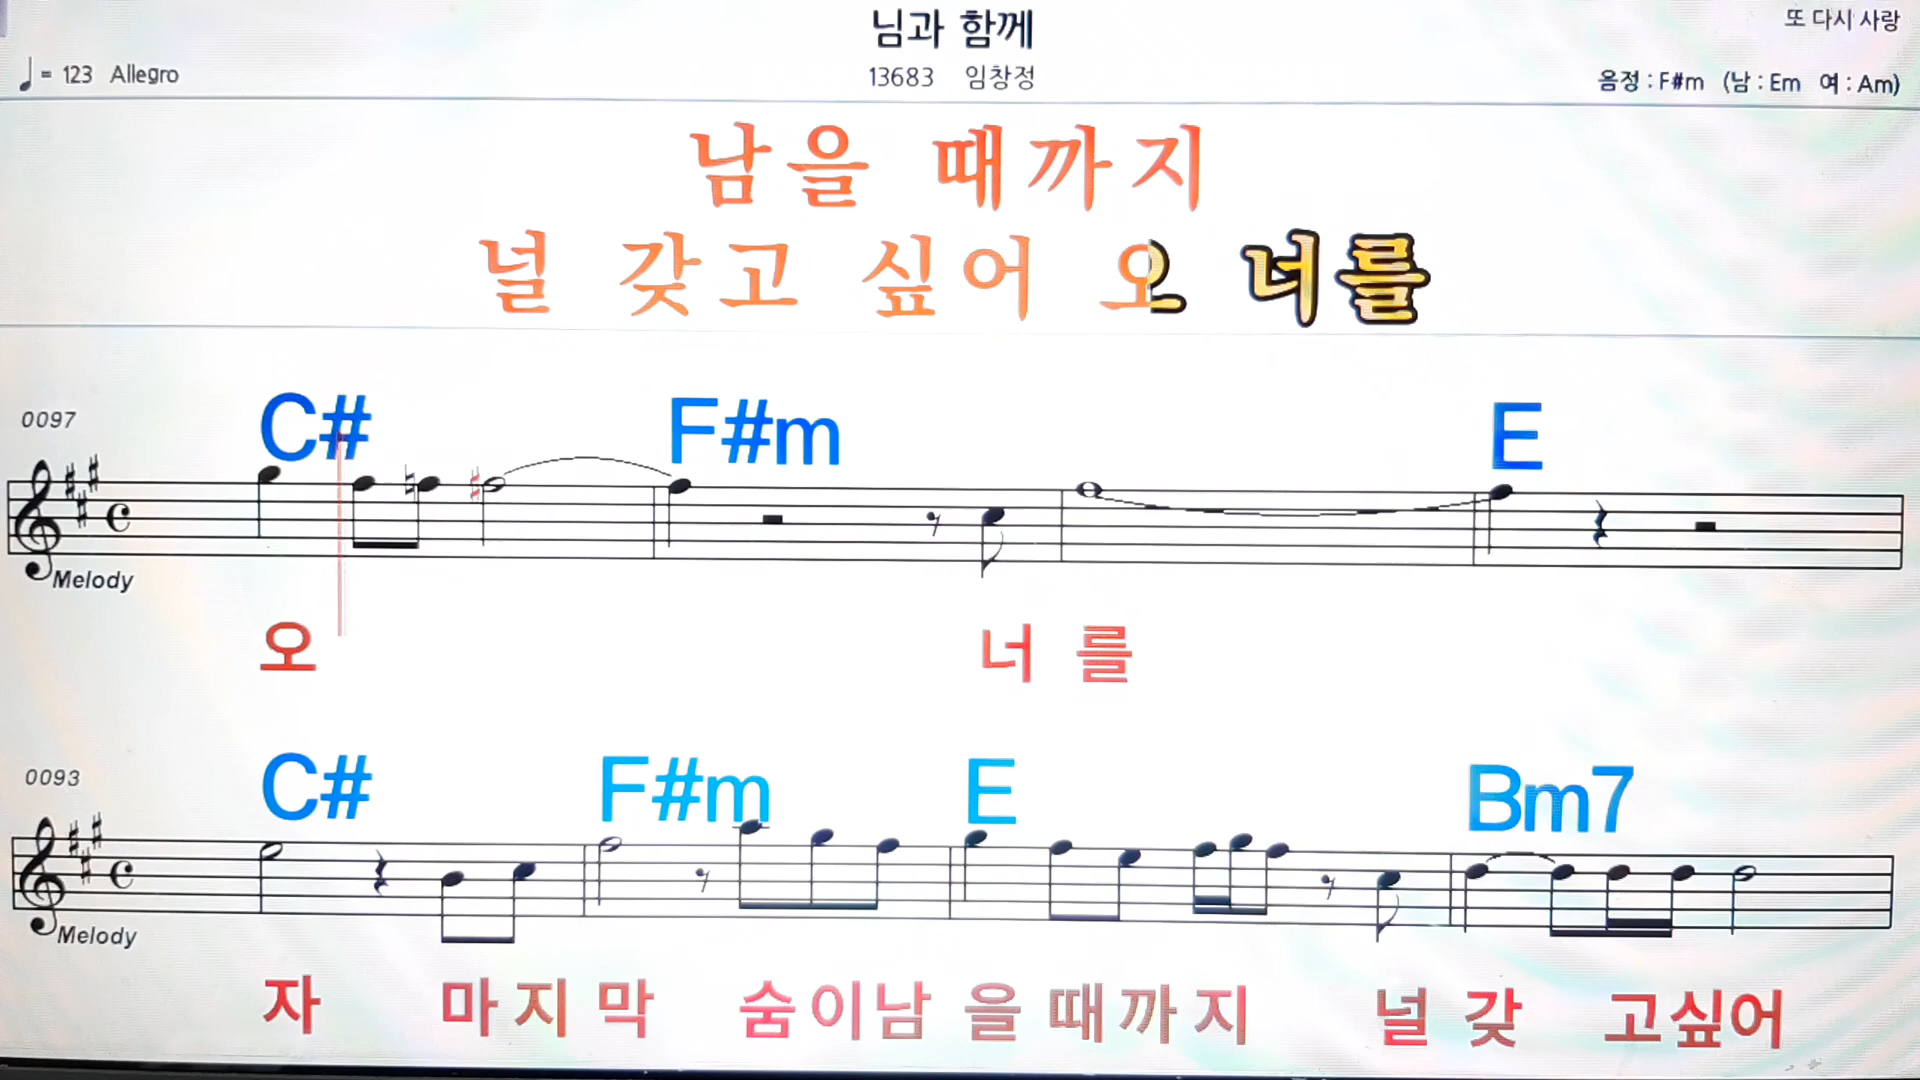 님과 함께
또 다시 사랑
♩ = 123 Allegro
13683 임창정
음정 : F#m (남 : Em 여 : Am)
남을 때까지
널 갖고 싶어 오 너를
0097
C# F#m E
Melody
오 너 를
0093
C# F#m E Bm7
Melody
자 마 지 막 숨 이 남 을 때 까 지 널 갖 고 싶 어